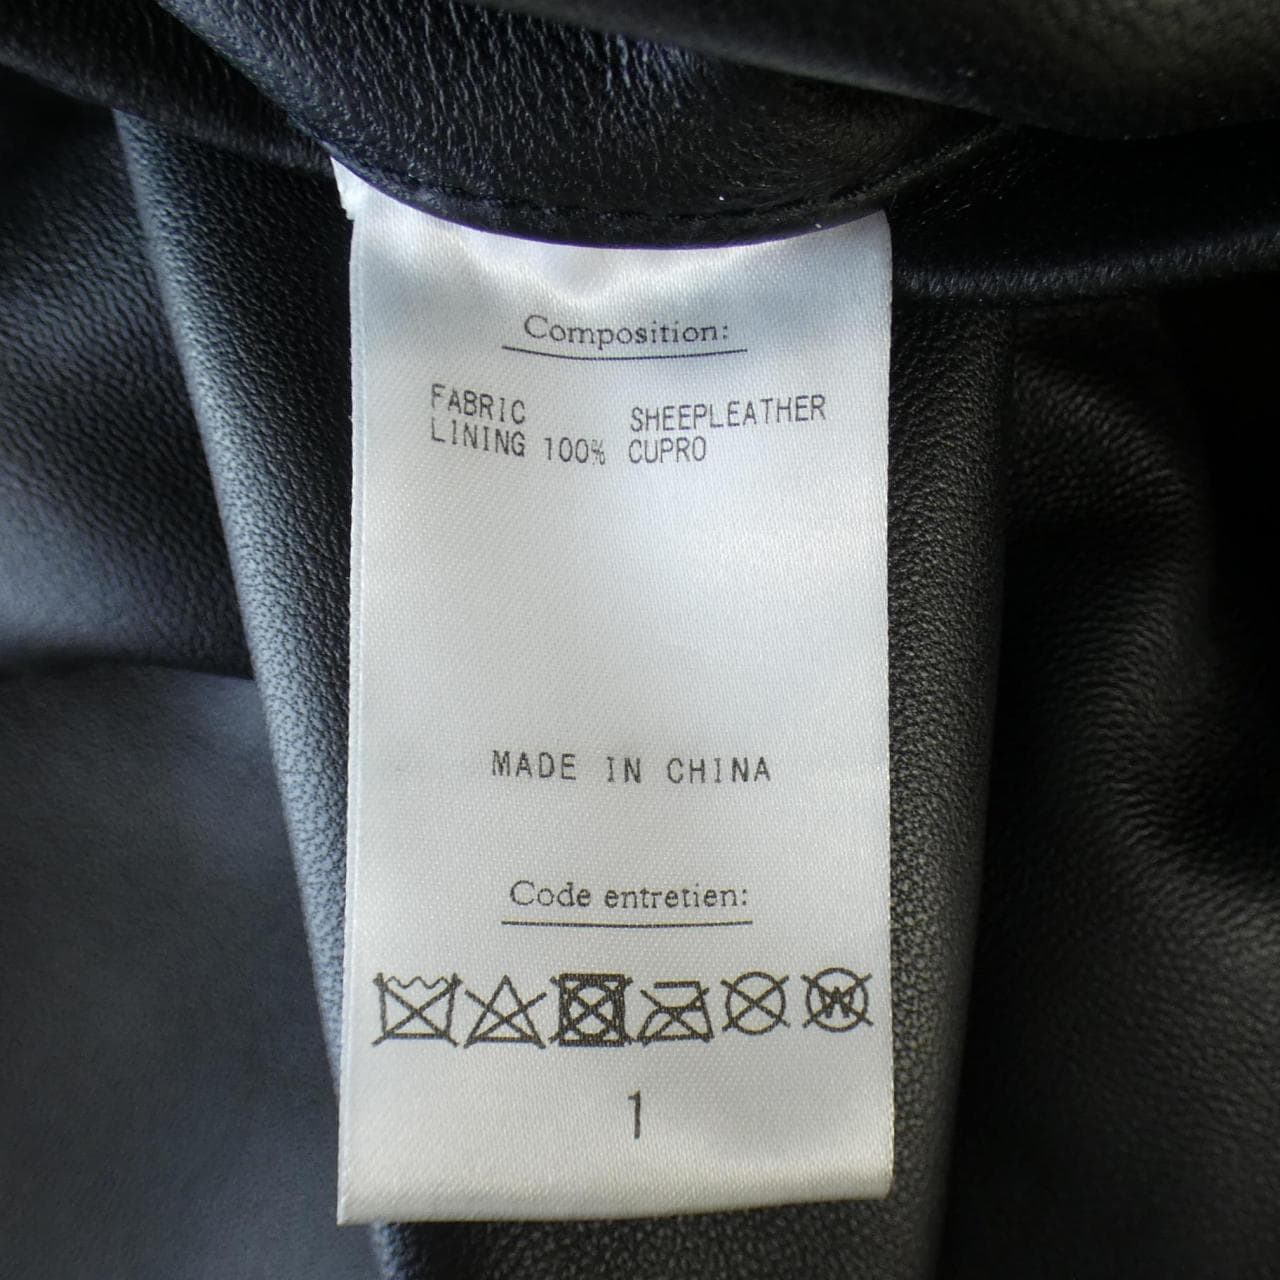 Composition:
FABRIC SHEEPLEATHER
LINING 100% CUPRO
MADE IN CHINA
Code entretien:
W
1